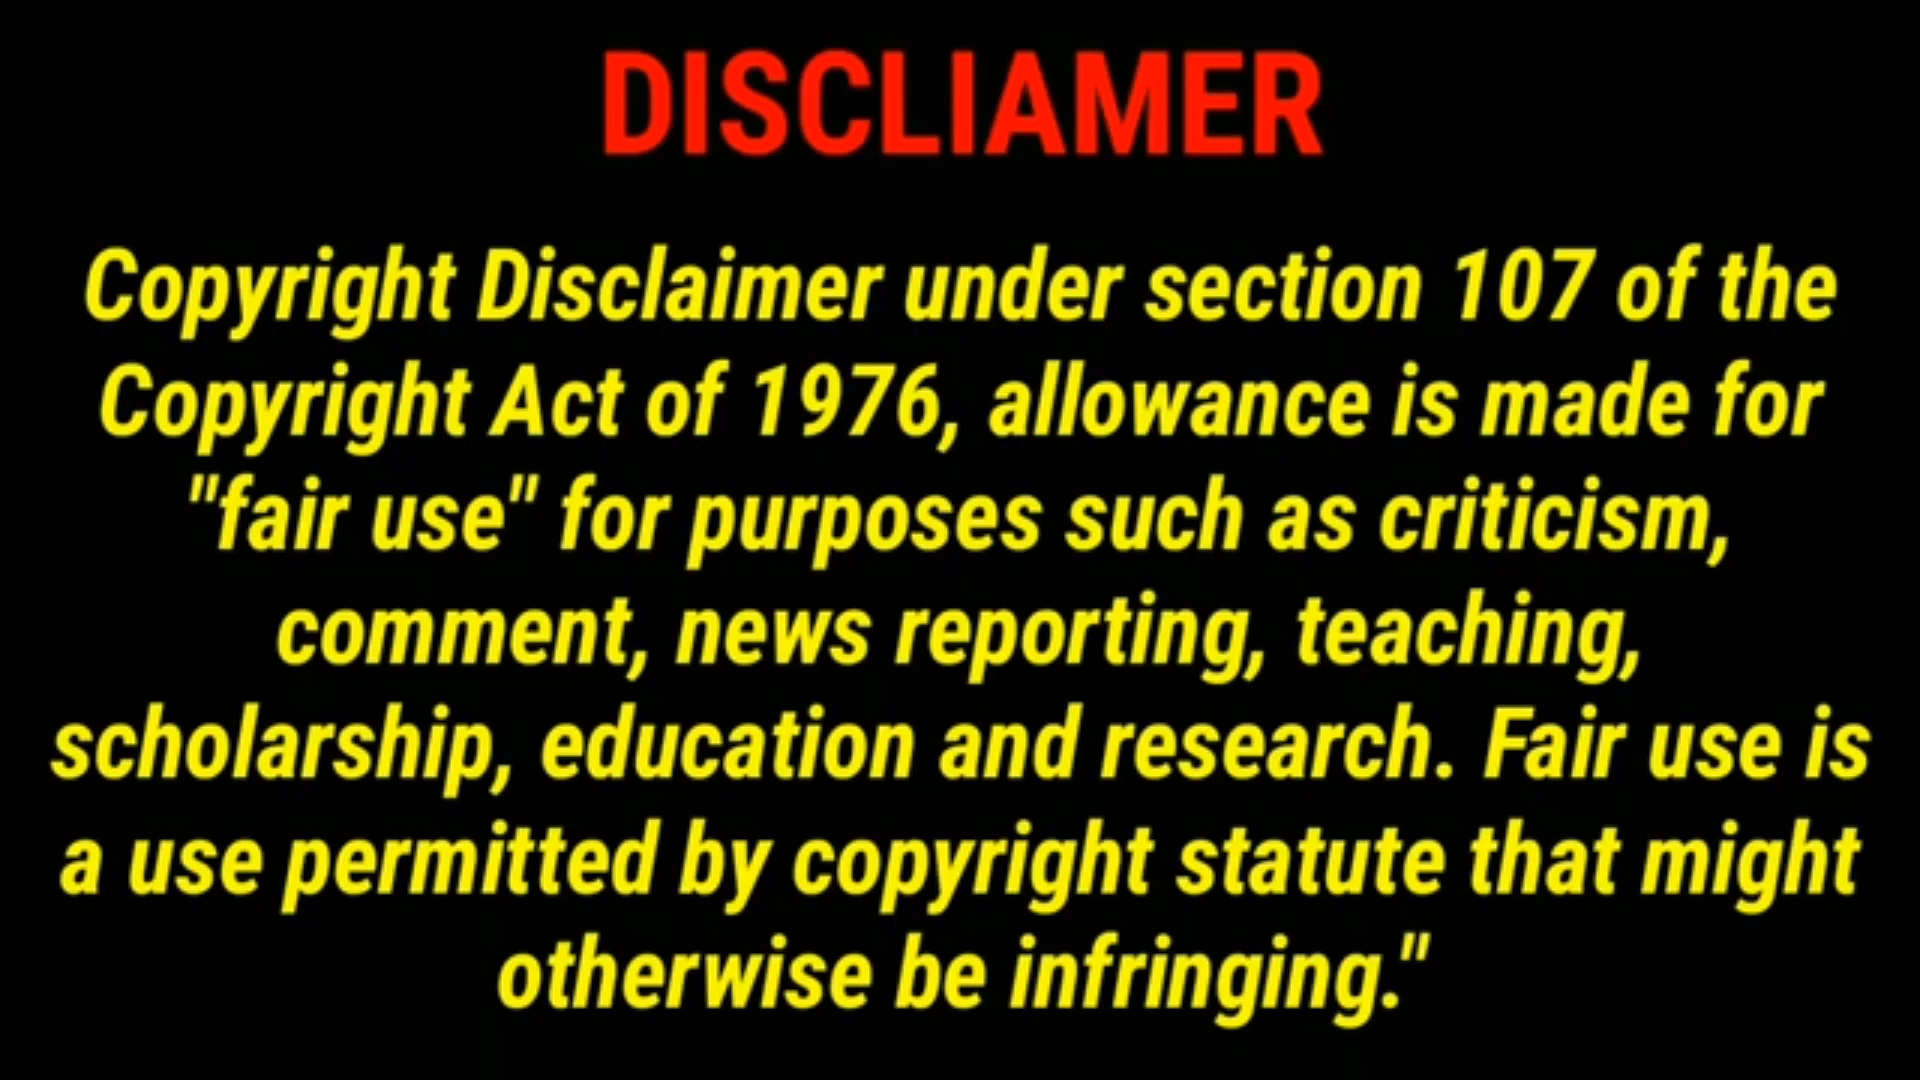 DISCLIAMER
Copyright Disclaimer under section 107 of the
Copyright Act of 1976, allowance is made for
"fair use" for purposes such as criticism,
comment, news reporting, teaching,
scholarship, education and research. Fair use is
a use permitted by copyright statute that might
otherwise be infringing."